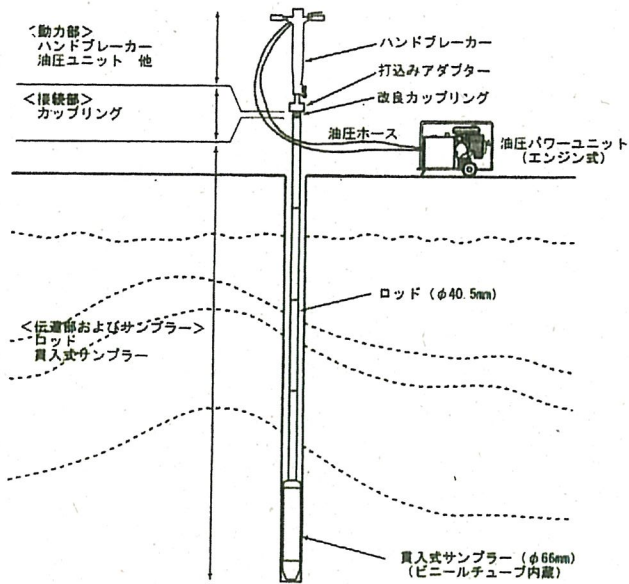 <動力部>
ハンドブレーカー
油圧ユニット 他
<接続部>
カップリング
ハンドブレーカー
打込みアダプター
改良カップリング
油圧ホース
油圧パワーユニット
(エンジン式)
ロッド(φ40.5mm)
<伝達部およびサンプラー>
ロッド
貫入式サンプラー
貫入式サンプラー(φ66mm)
(ビニールチューブ内蔵)